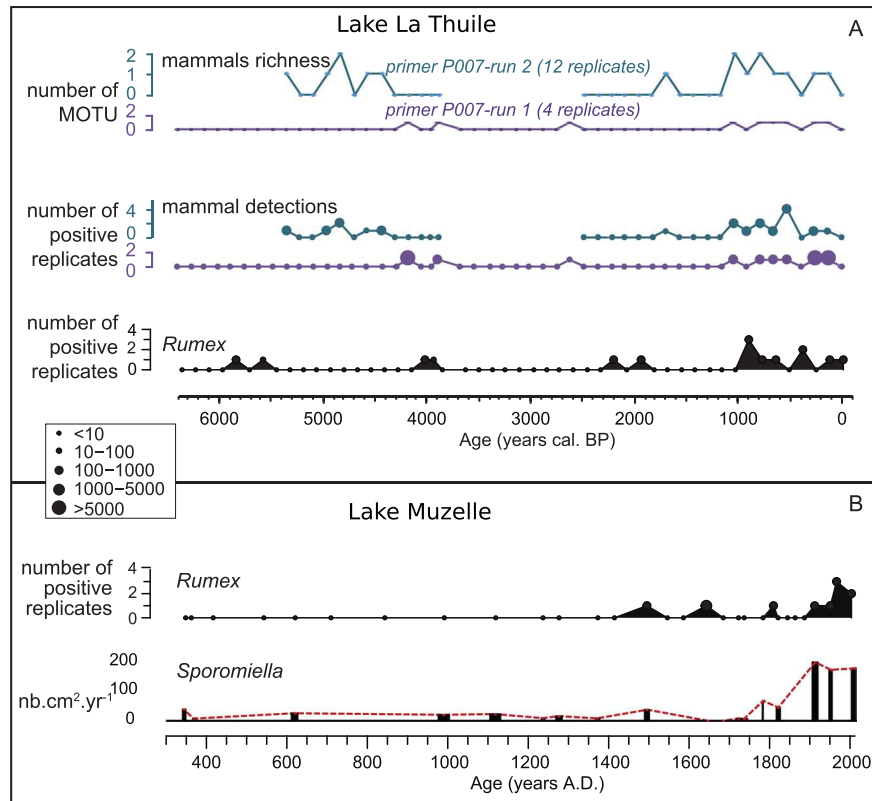 Lake La Thuile
A
mammals richness
primer P007-run 2 (12 replicates)
number of
MOTU
2
1
0
primer P007-run 1 (4 replicates)
2
0
number of
positive
replicates
mammal detections
4
0
2
0
number of
positive
replicates
Rumex
4
2
0
6000 5000 4000 3000 2000 1000 0
Age (years cal. BP)
<10
10−100
100−1000
1000−5000
>5000
Lake Muzelle
B
number of
positive
replicates
Rumex
4
2
0
Sporomiella
nb.cm².yr⁻¹
200
100
0
400 600 800 1000 1200 1400 1600 1800 2000
Age (years A.D.)